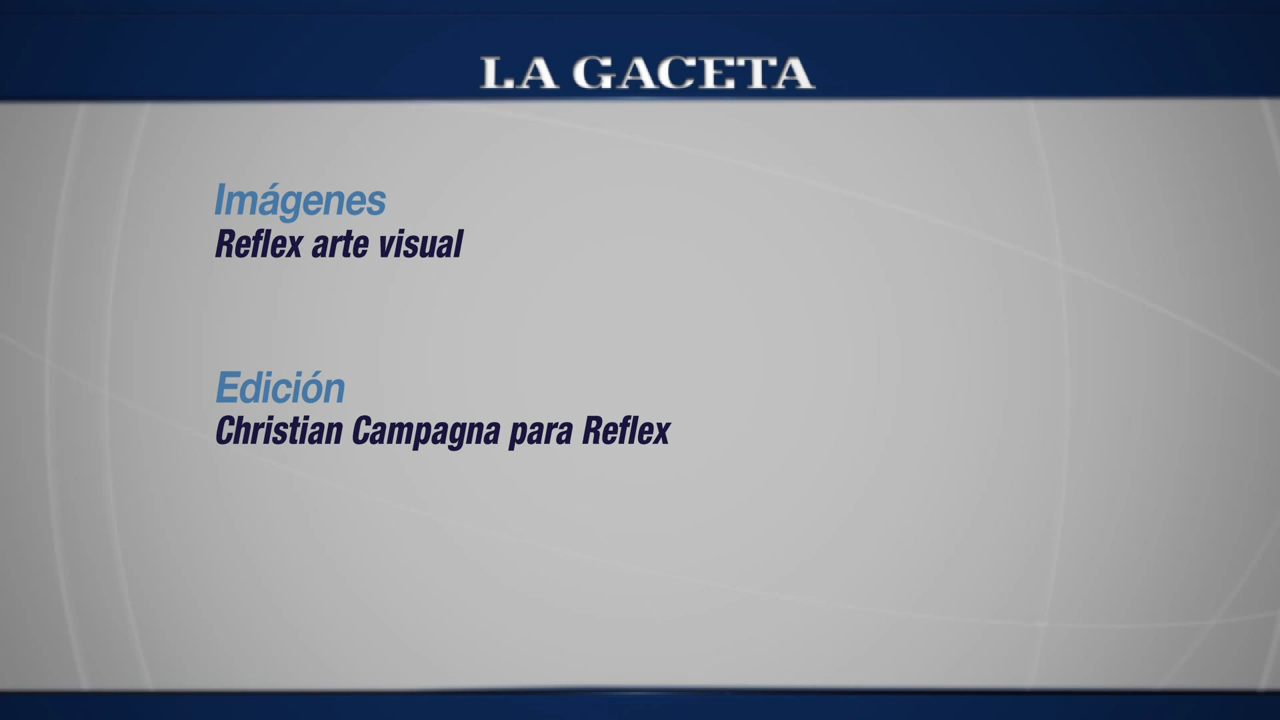 LA GACETA
Imágenes
Reflex arte visual
Edición
Christian Campagna para Reflex